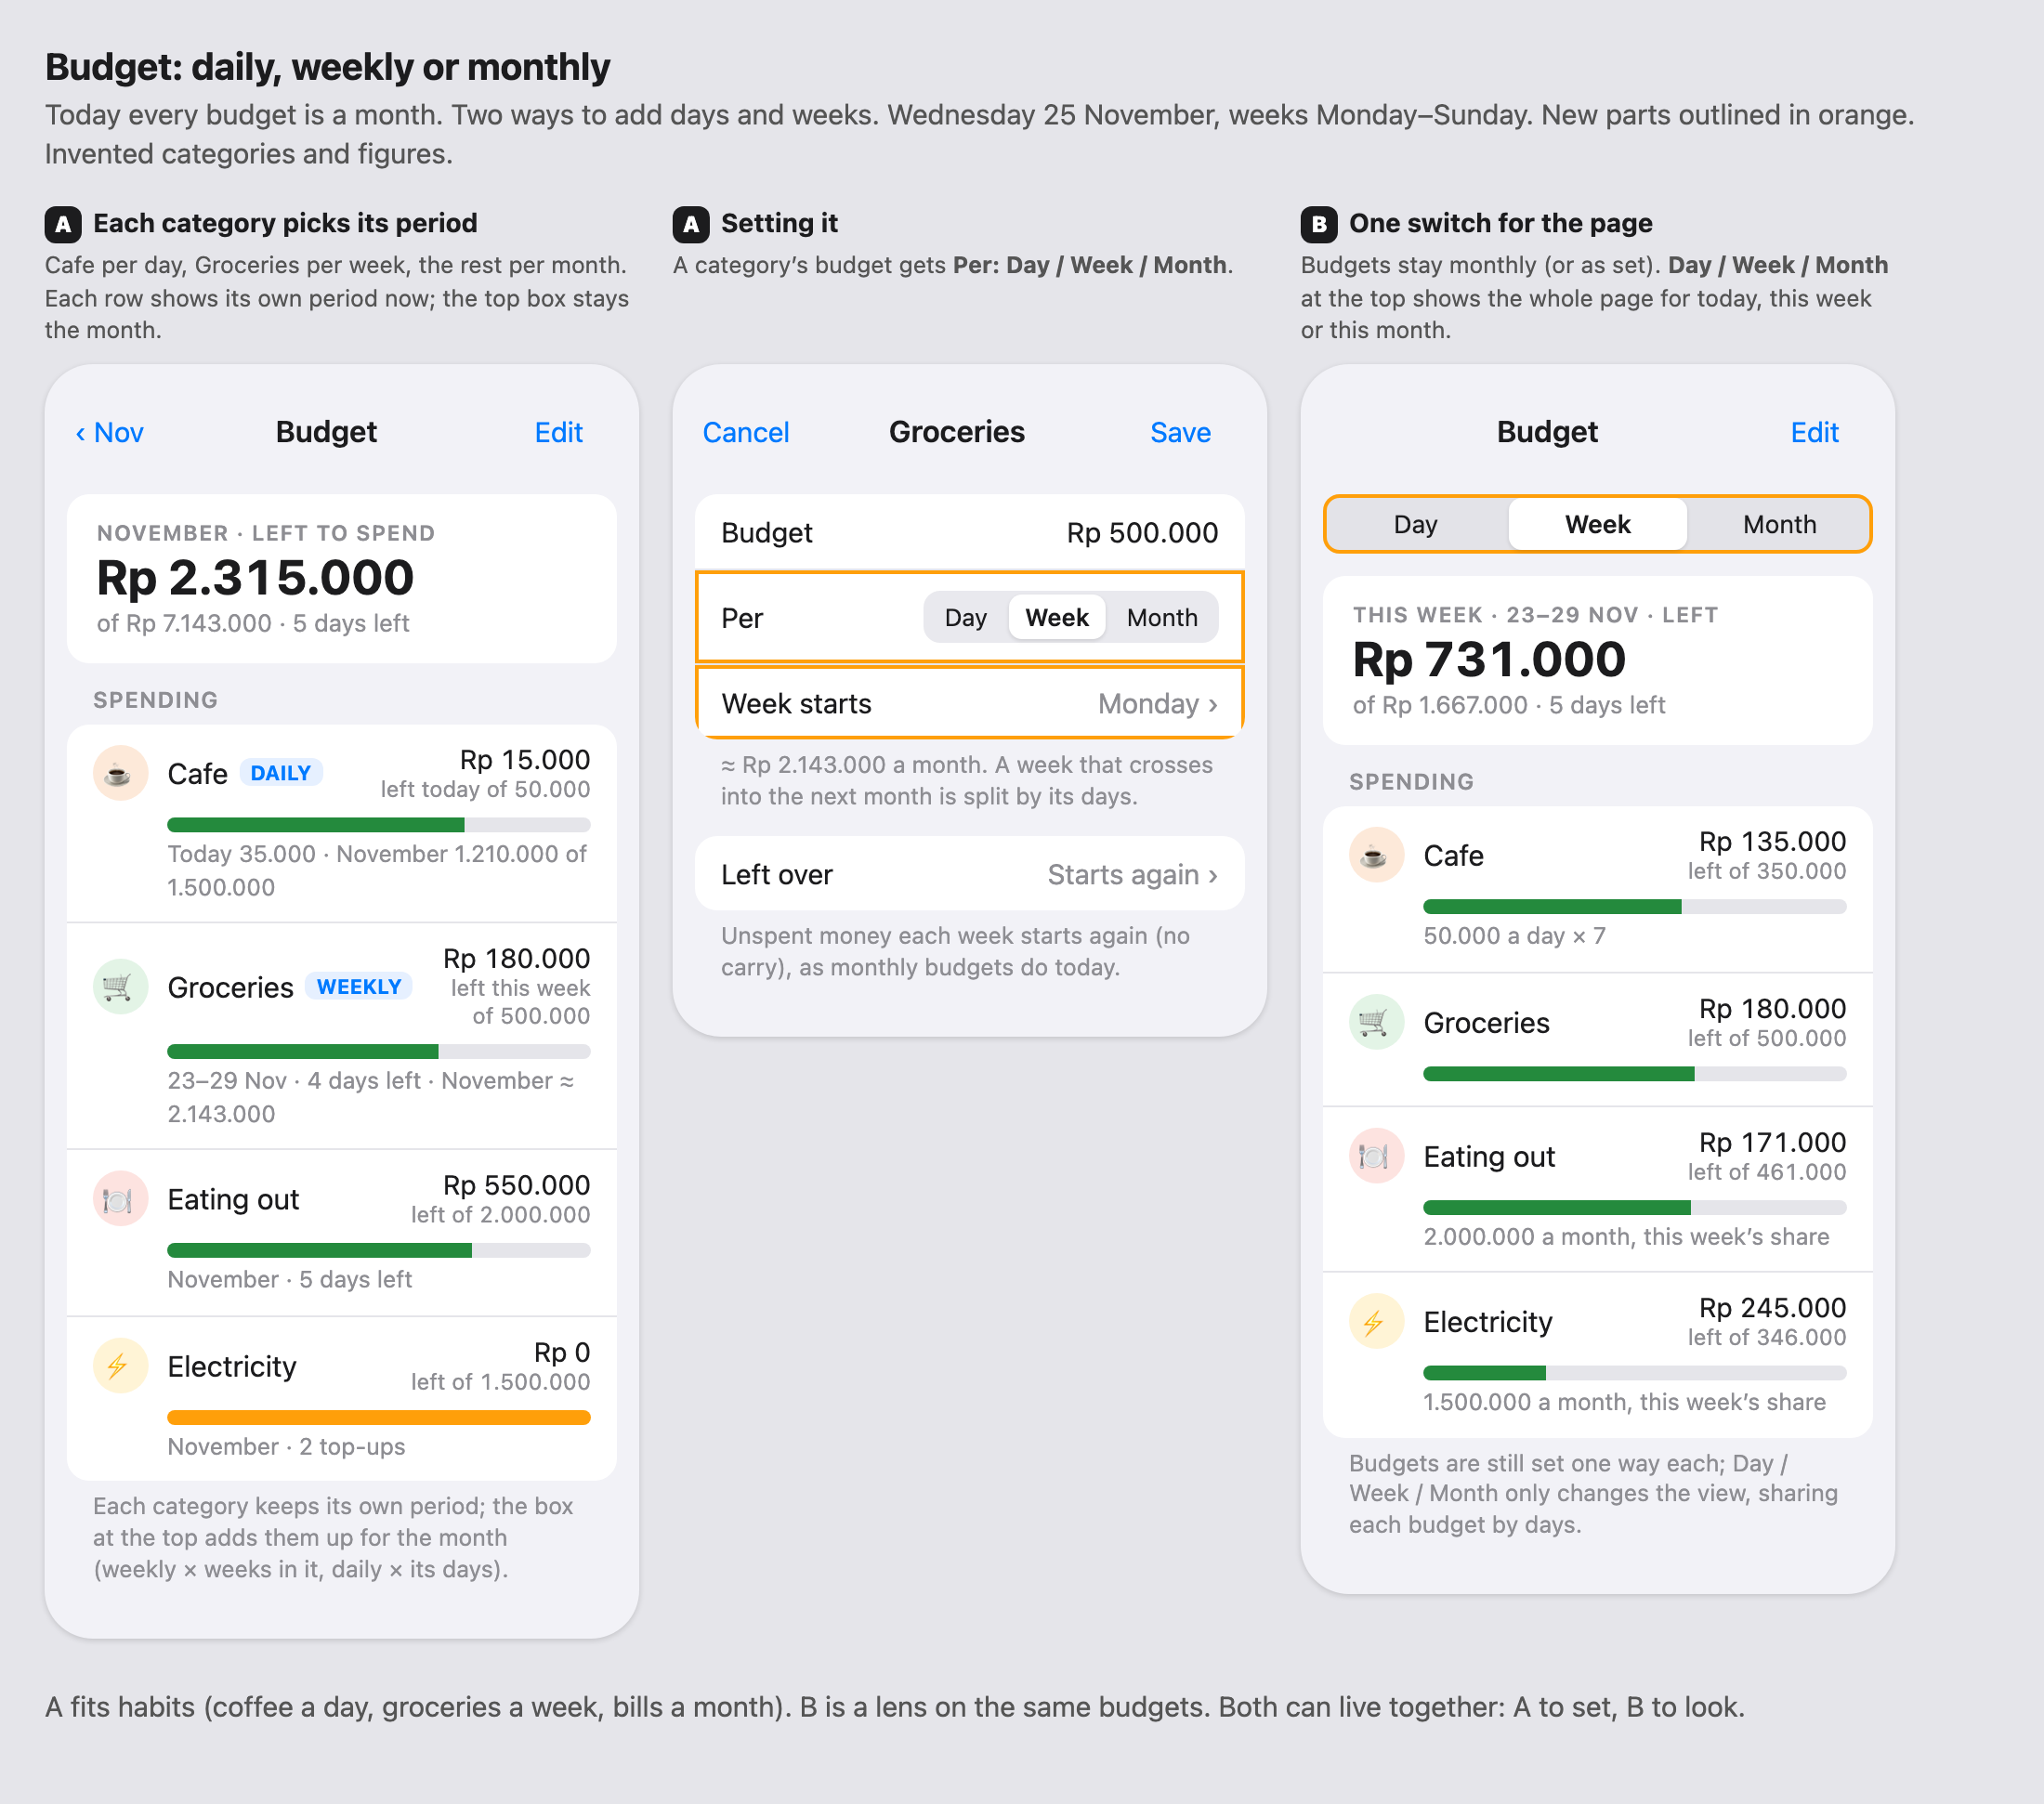 Budget: daily, weekly or monthly
Today every budget is a month. Two ways to add days and weeks. Wednesday 25 November, weeks Monday–Sunday. New parts outlined in orange.
Invented categories and figures.
A Each category picks its period
Cafe per day, Groceries per week, the rest per month.
Each row shows its own period now; the top box stays
the month.
‹ Nov
Budget
Edit
NOVEMBER · LEFT TO SPEND
Rp 2.315.000
of Rp 7.143.000 · 5 days left
SPENDING
Cafe DAILY
Rp 15.000
left today of 50.000
Today 35.000 · November 1.210.000 of
1.500.000
Groceries WEEKLY
Rp 180.000
left this week
of 500.000
23–29 Nov · 4 days left · November ≈
2.143.000
Eating out
Rp 550.000
left of 2.000.000
November · 5 days left
Electricity
Rp 0
left of 1.500.000
November · 2 top-ups
Each category keeps its own period; the box
at the top adds them up for the month
(weekly × weeks in it, daily × its days).
A Setting it
A category’s budget gets Per: Day / Week / Month.
Cancel
Groceries
Save
Budget
Rp 500.000
Per
Day Week Month
Week starts
Monday ›
≈ Rp 2.143.000 a month. A week that crosses
into the next month is split by its days.
Left over
Starts again ›
Unspent money each week starts again (no
carry), as monthly budgets do today.
B One switch for the page
Budgets stay monthly (or as set). Day / Week / Month
at the top shows the whole page for today, this week
or this month.
Budget
Edit
Day Week Month
THIS WEEK · 23–29 NOV · LEFT
Rp 731.000
of Rp 1.667.000 · 5 days left
SPENDING
Cafe
Rp 135.000
left of 350.000
50.000 a day × 7
Groceries
Rp 180.000
left of 500.000
Eating out
Rp 171.000
left of 461.000
2.000.000 a month, this week’s share
Electricity
Rp 245.000
left of 346.000
1.500.000 a month, this week’s share
Budgets are still set one way each; Day /
Week / Month only changes the view, sharing
each budget by days.
A fits habits (coffee a day, groceries a week, bills a month). B is a lens on the same budgets. Both can live together: A to set, B to look.